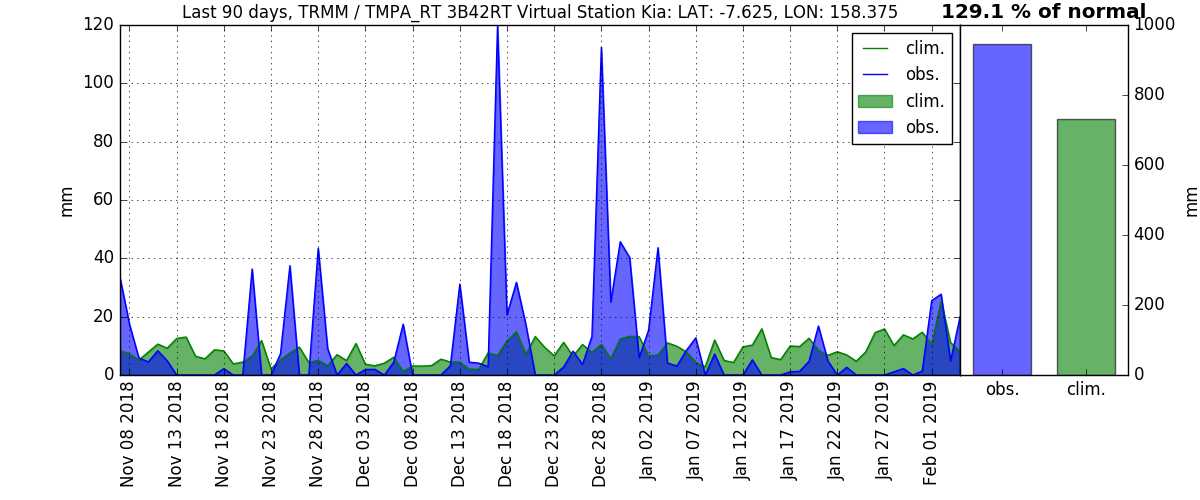 Last 90 days, TRMM / TMPA_RT 3B42RT Virtual Station Kia: LAT: -7.625, LON: 158.375
129.1 % of normal
mm
120
100
80
60
40
20
0
clim.
obs.
clim.
obs.
Nov 08 2018
Nov 13 2018
Nov 18 2018
Nov 23 2018
Nov 28 2018
Dec 03 2018
Dec 08 2018
Dec 13 2018
Dec 18 2018
Dec 23 2018
Dec 28 2018
Jan 02 2019
Jan 07 2019
Jan 12 2019
Jan 17 2019
Jan 22 2019
Jan 27 2019
Feb 01 2019
1000
800
600
400
200
0
mm
obs.
clim.